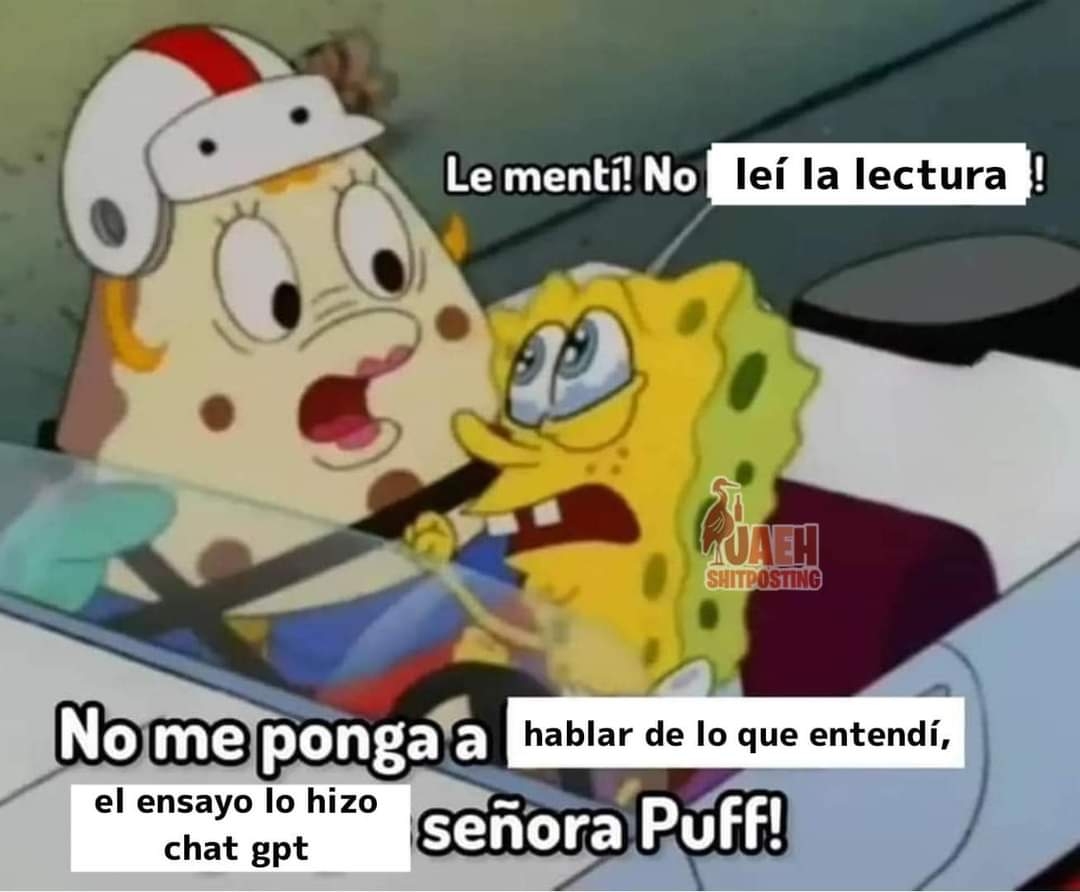 Le mentí! No leí la lectura !
UAEH
SHITPOSTING
No me ponga a hablar de lo que entendí,
el ensayo lo hizo
chat gpt señora Puff!